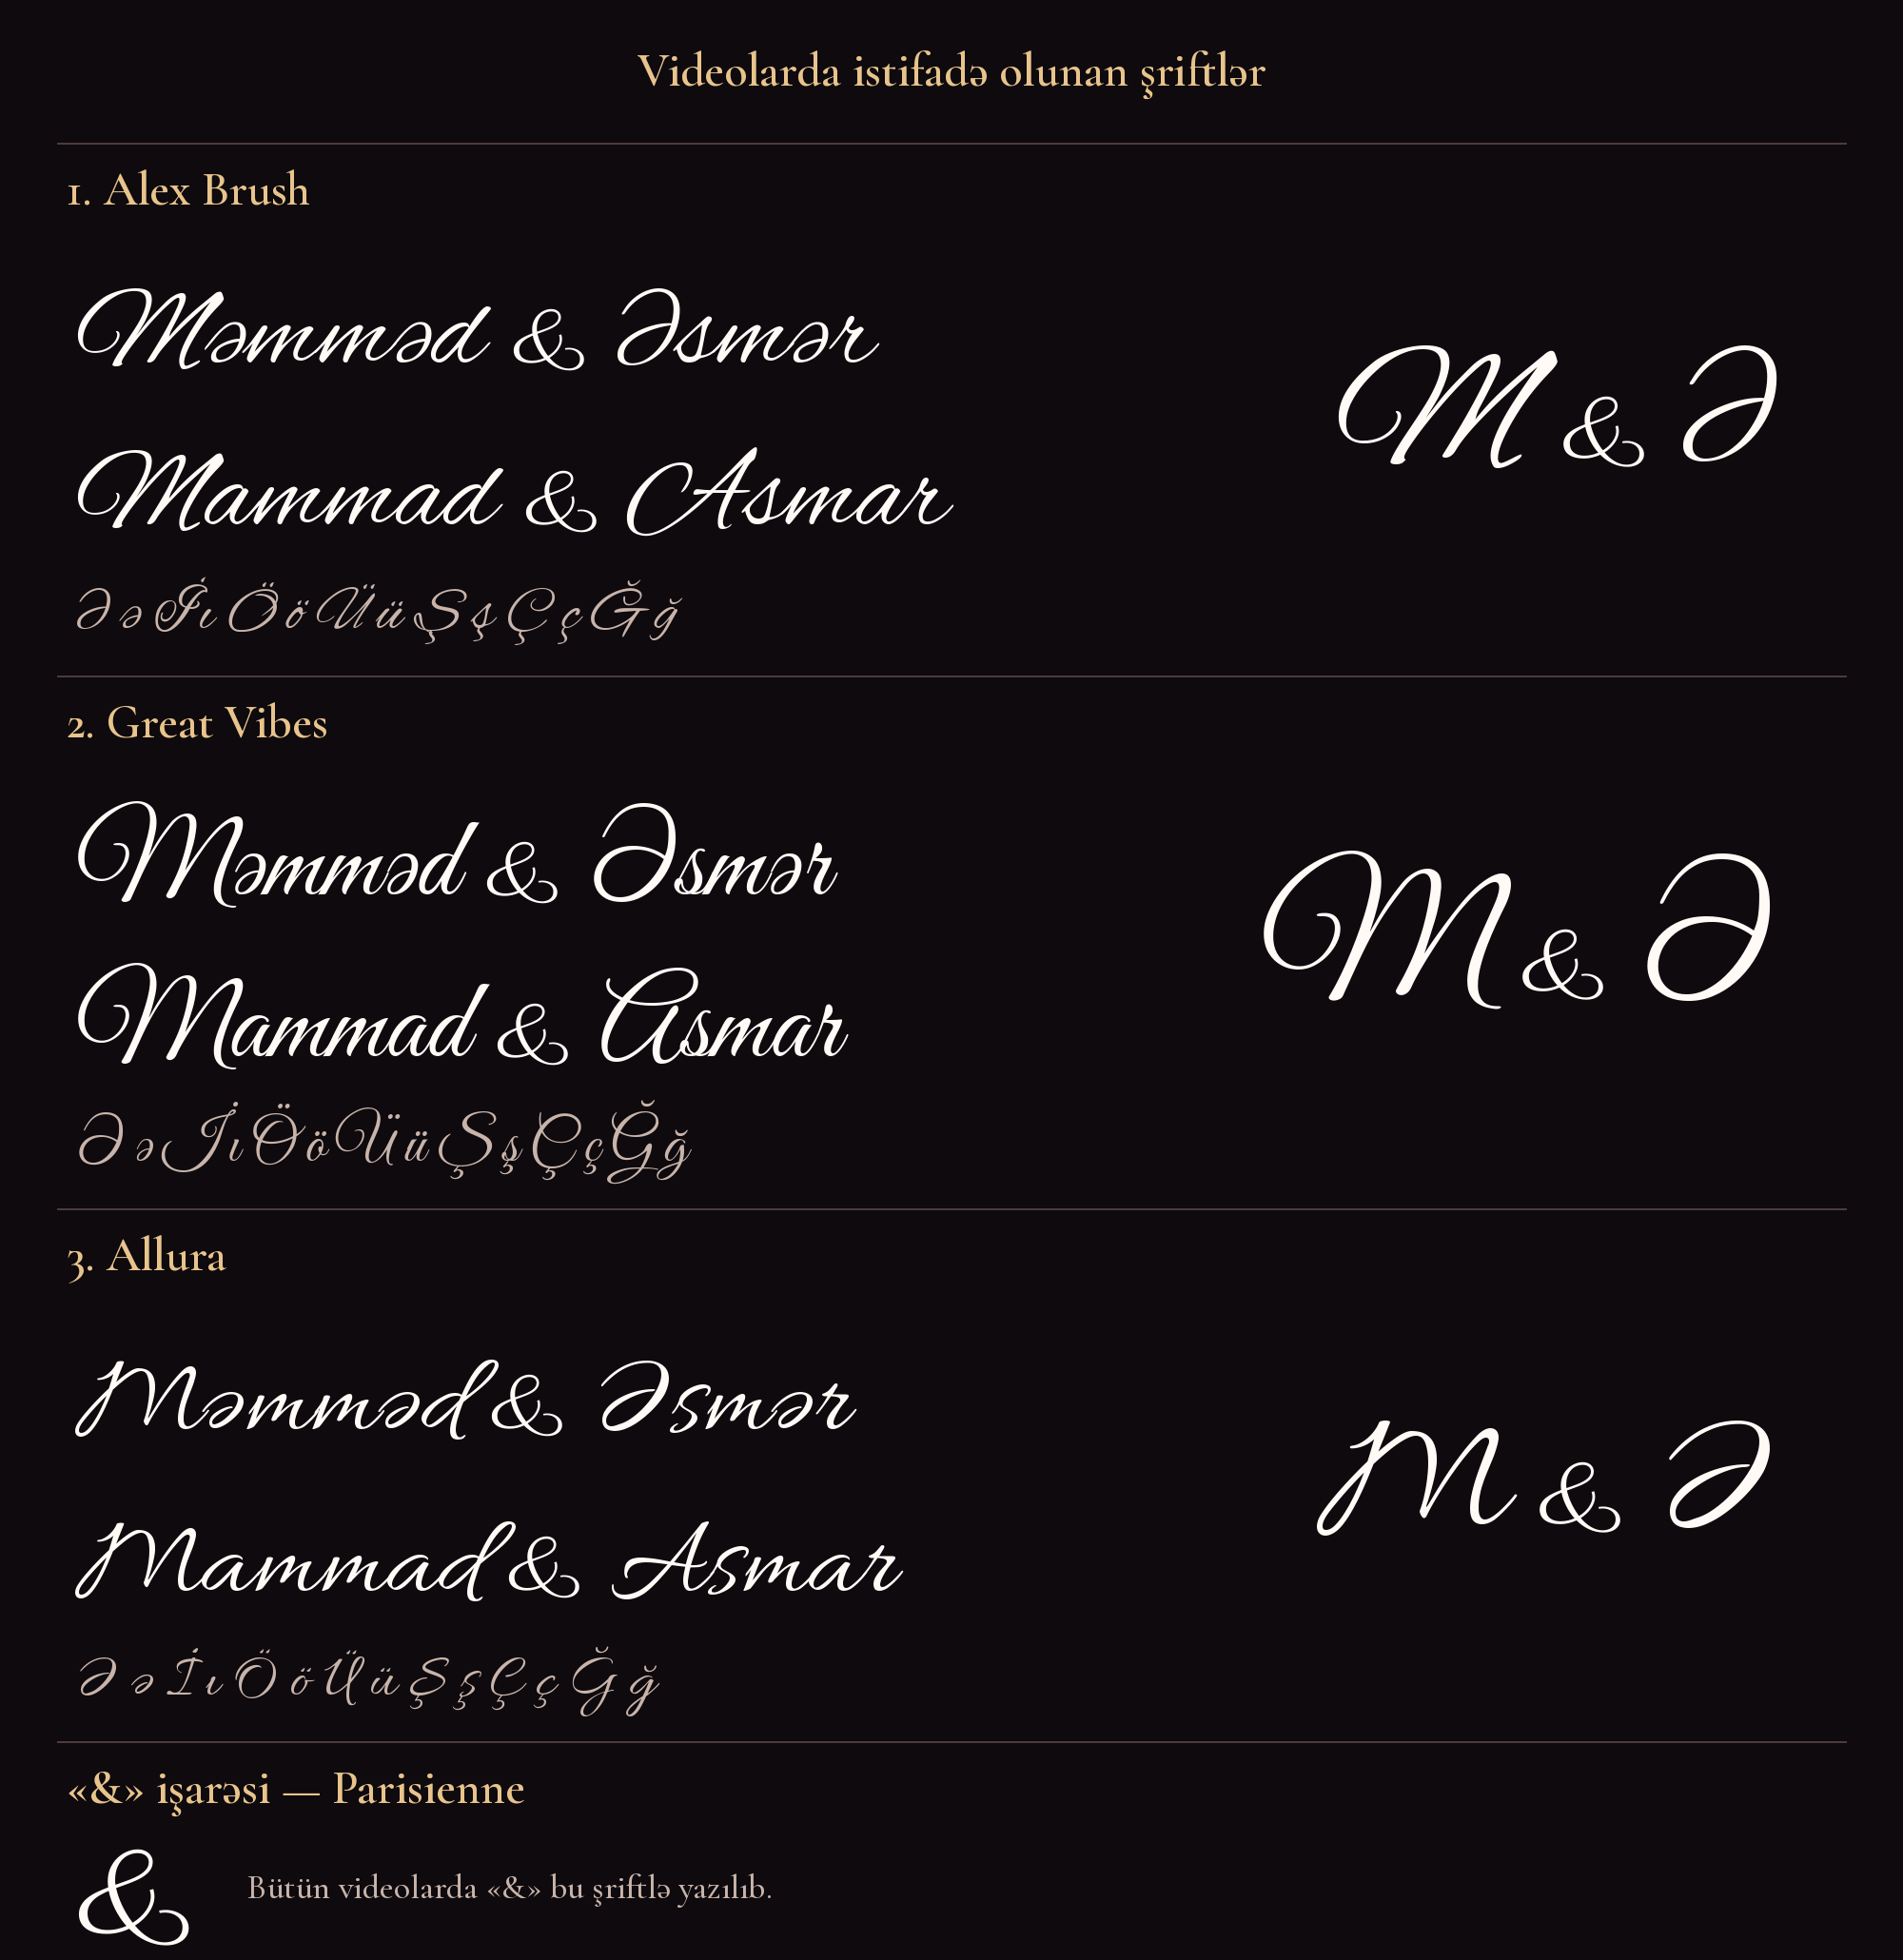 Videolarda istifadə olunan şriftlər
1. Alex Brush
Məmməd & Əsmər
M & Ə
Mammad & Asmar
Ə ə İ ı Ö ö Ü ü Ş ş Ç ç Ğ ğ
2. Great Vibes
Məmməd & Əsmər
M & Ə
Mammad & Asmar
Ə ə İ ı Ö ö Ü ü Ş ş Ç ç Ğ ğ
3. Allura
Məmməd & Əsmər
M & Ə
Mammad & Asmar
Ə ə İ ı Ö ö Ü ü Ş ş Ç ç Ğ ğ
«&» işarəsi — Parisienne
&
Bütün videolarda «&» bu şriftlə yazılıb.